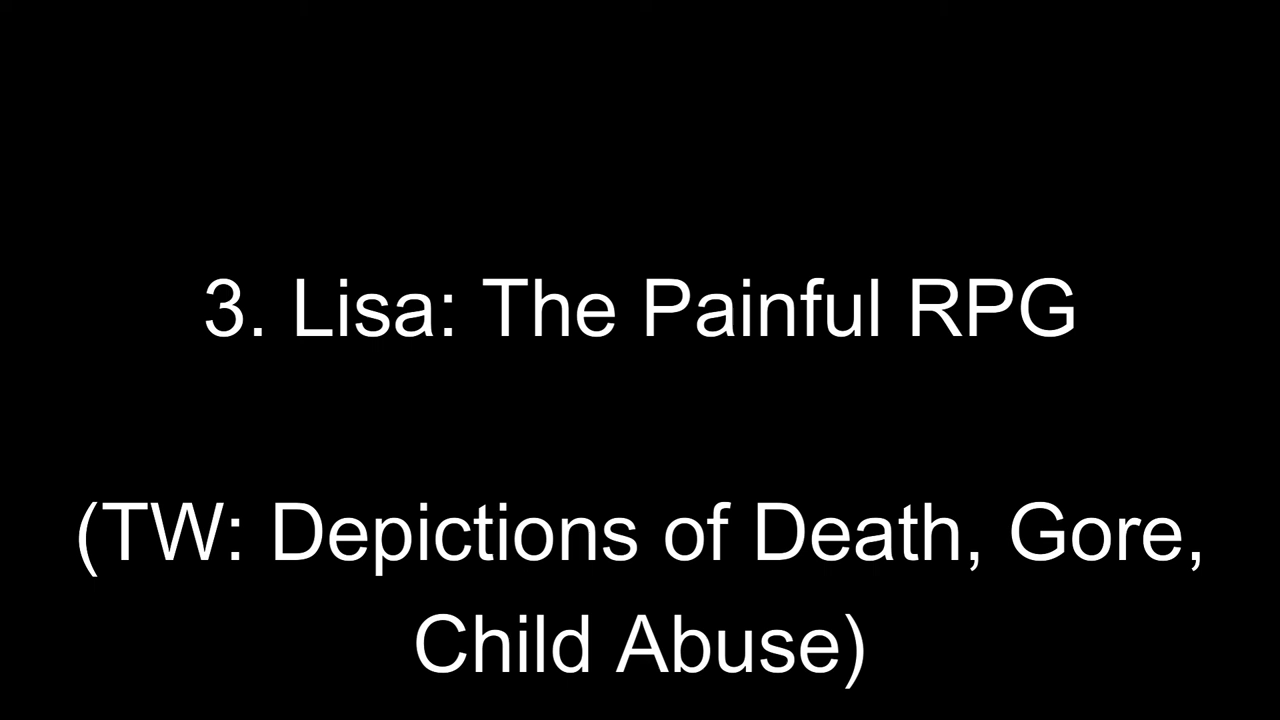 3. Lisa: The Painful RPG
(TW: Depictions of Death, Gore,
Child Abuse)